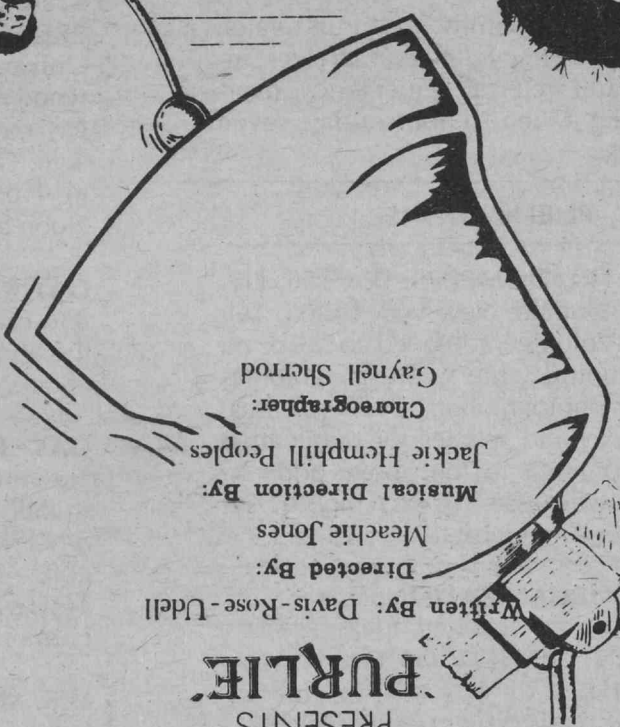 PRESENTS
`PURLIE´
Written By: Davis-Rose-Udell
Directed By:
Meachie Jones
Musical Direction By:
Jackie Hemphill Peoples
Choreographer:
Gaynell Sherrod